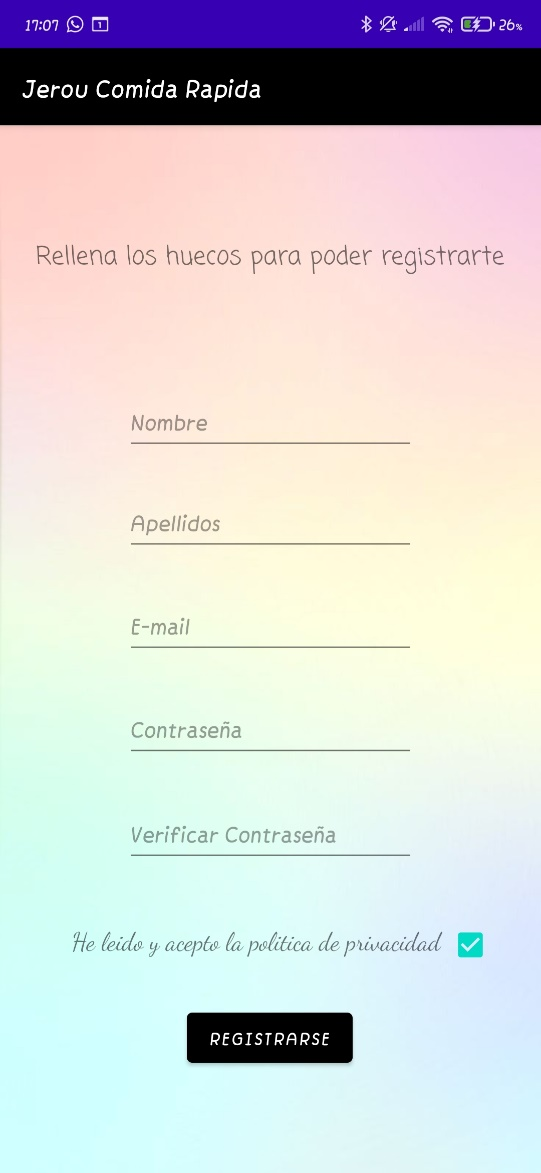 17:07
26%
Jerou Comida Rapida
Rellena los huecos para poder registrarte
Nombre
Apellidos
E-mail
Contraseña
Verificar Contraseña
He leido y acepto la politica de privacidad
REGISTRARSE